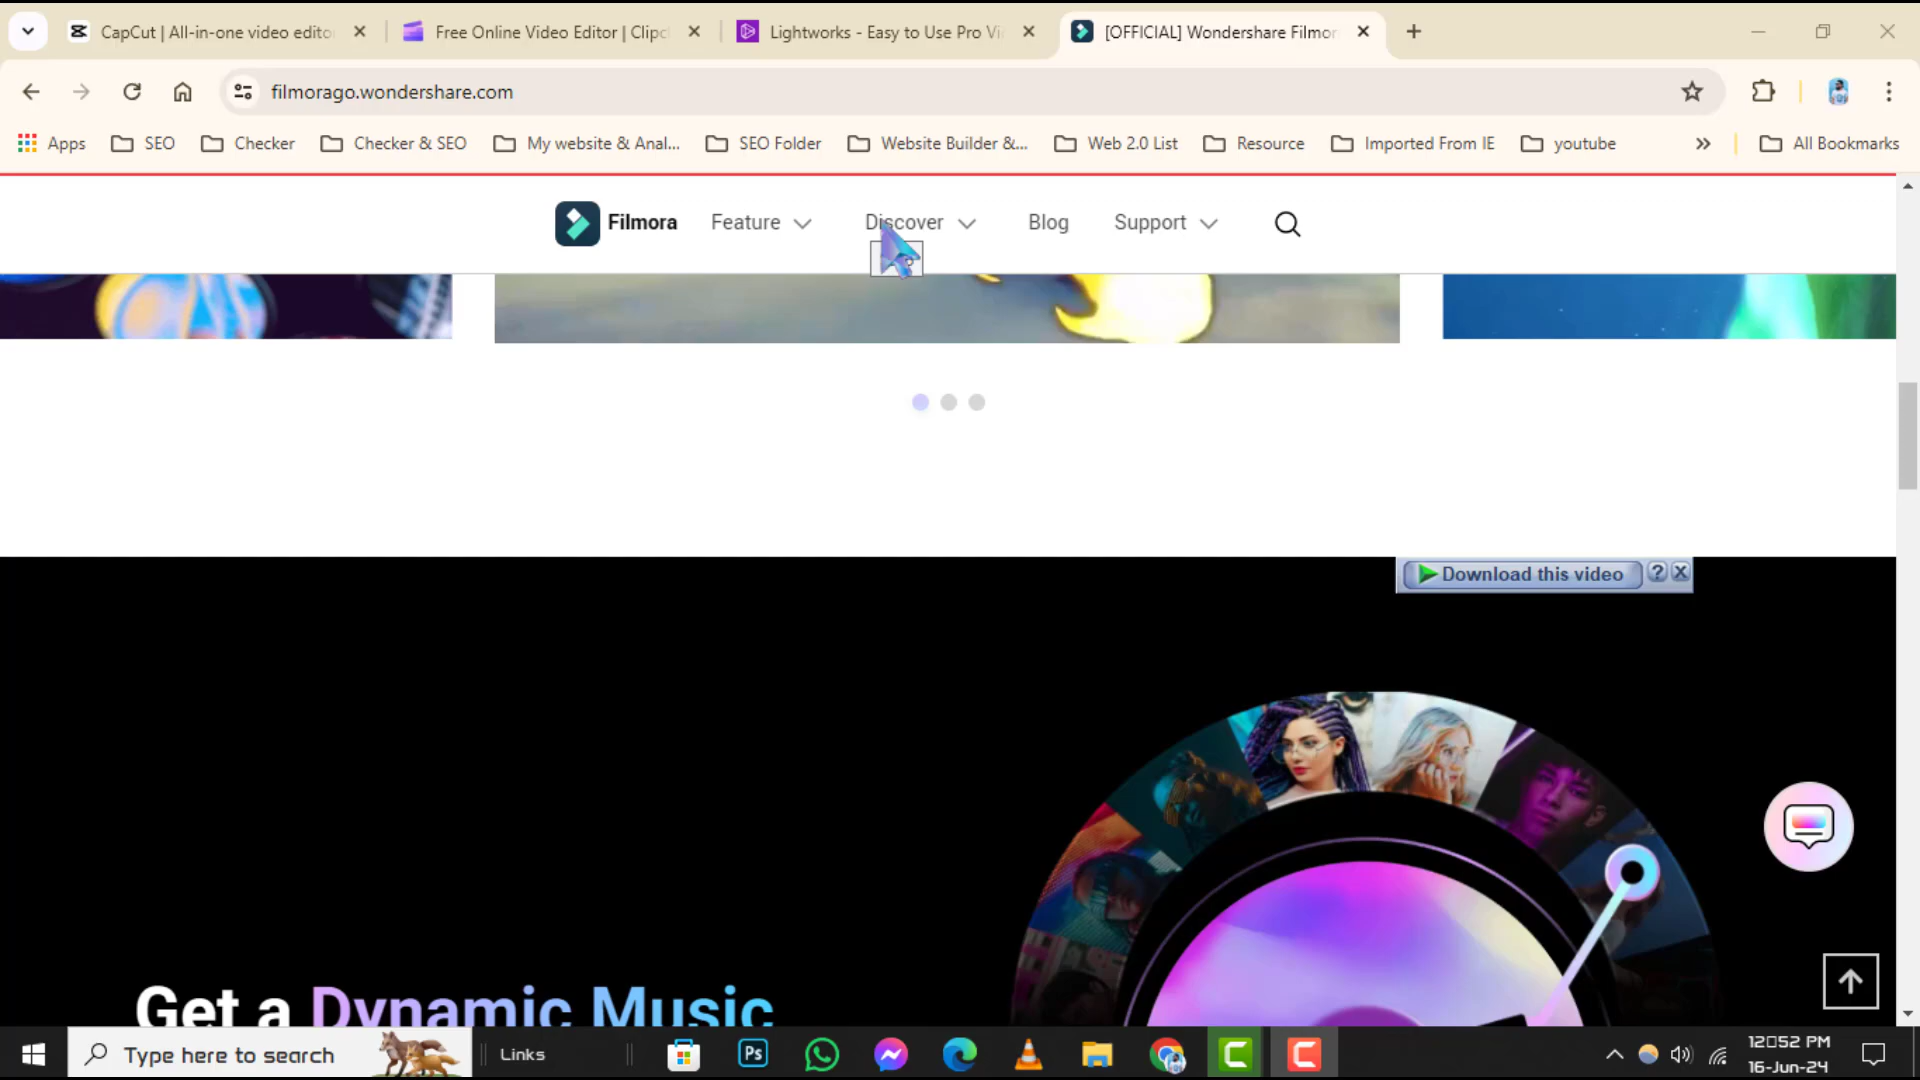 CapCut | All-in-one video edito
Free Online Video Editor | Clipc
Lightworks - Easy to Use Pro Vi
[OFFICIAL] Wondershare Filmor
filmorago.wondershare.com
Apps
SEO
Checker
Checker & SEO
My website & Anal...
SEO Folder
Website Builder &...
Web 2.0 List
Resource
Imported From IE
youtube
All Bookmarks
Filmora
Feature
Discover
Blog
Support
Download this video
Get a Dynamic Music
Type here to search
Links
Ps
12▯52 PM
16-Jun-24